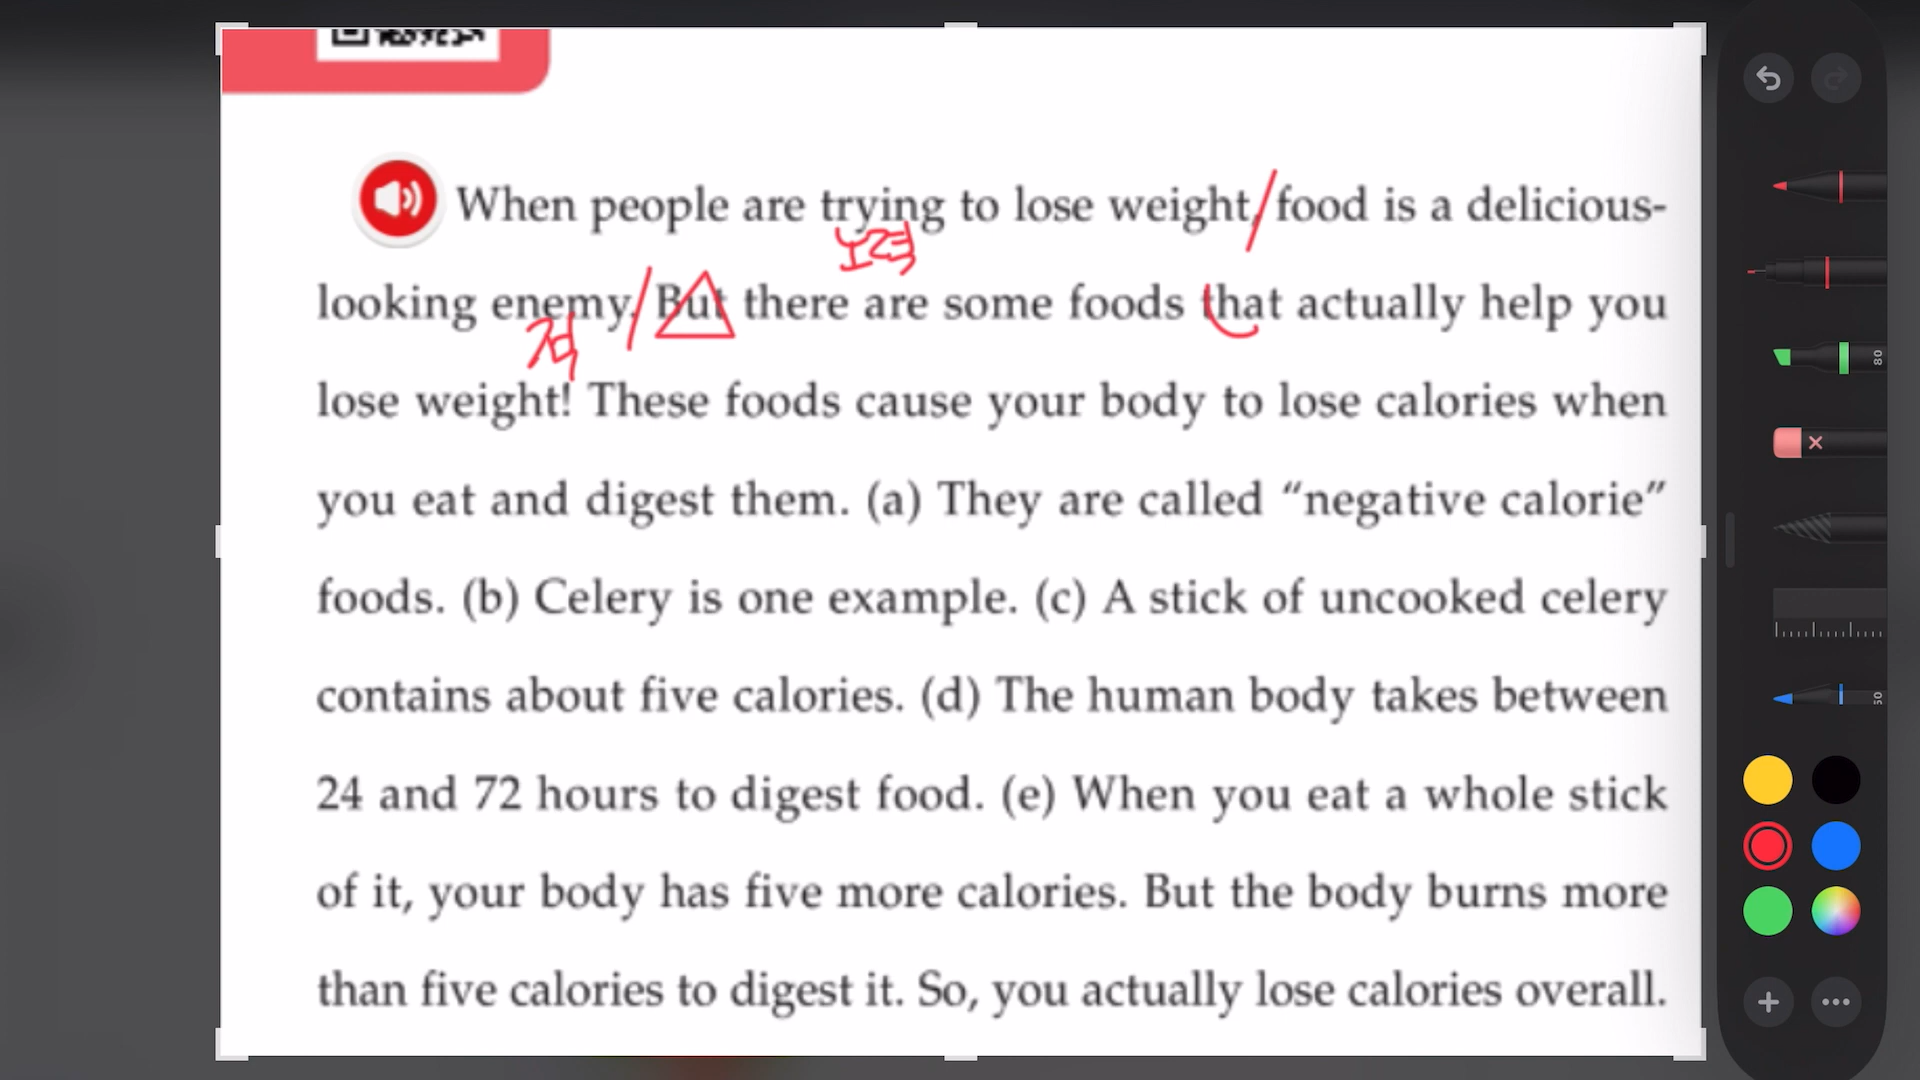 When people are trying to lose weight, food is a delicious-
노력
looking enemy. But there are some foods that actually help you
적
lose weight! These foods cause your body to lose calories when
you eat and digest them. (a) They are called “negative calorie”
foods. (b) Celery is one example. (c) A stick of uncooked celery
contains about five calories. (d) The human body takes between
24 and 72 hours to digest food. (e) When you eat a whole stick
of it, your body has five more calories. But the body burns more
than five calories to digest it. So, you actually lose calories overall.
80
50